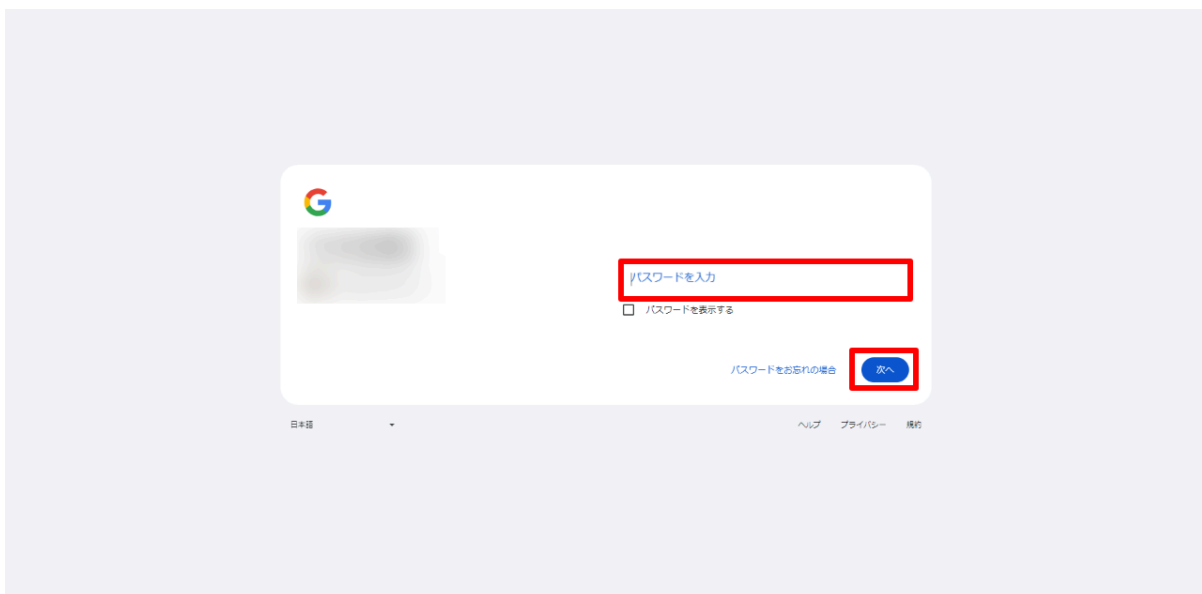 パスワードを入力
パスワードを表示する
パスワードをお忘れの場合
次へ
日本語
ヘルプ
プライバシー
規約